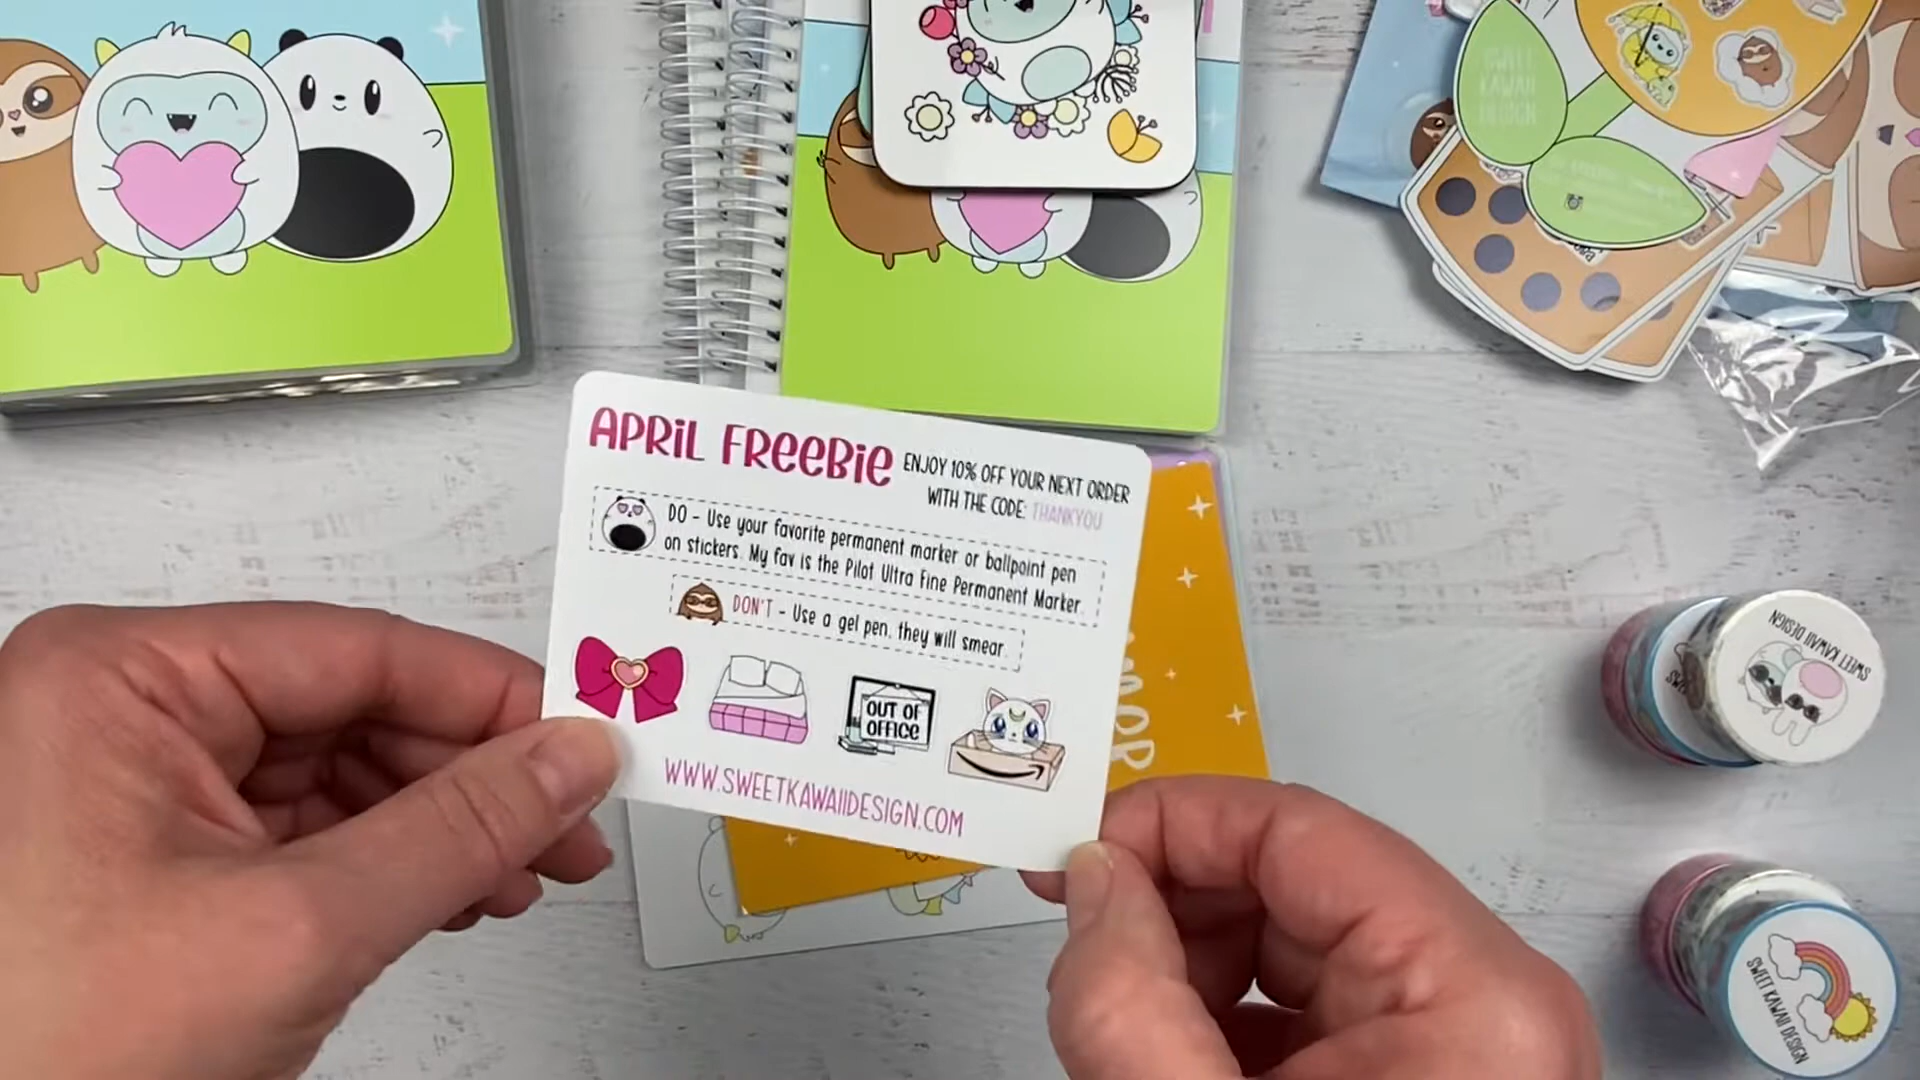 APRIL FREEBIE
ENJOY 10% OFF YOUR NEXT ORDER
WITH THE CODE: THANKYOU
DO - Use your favorite permanent marker or ballpoint pen
on stickers. My fav is the Pilot Ultra Fine Permanent Marker.
DON'T - Use a gel pen, they will smear.
OUT OF
OFFICE
WWW.SWEETKAWAIIDESIGN.COM
SWEET
KAWAII
DESIGN
SWEET KAWAII DESIGN
SWEET KAWAII DESIGN